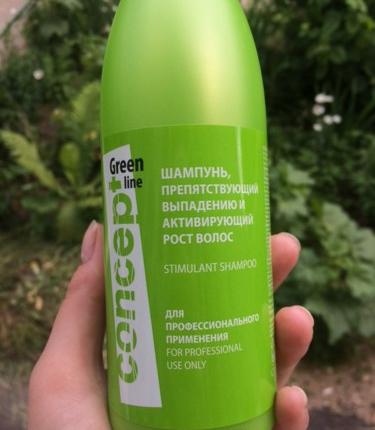 Green
line
concept
ШАМПУНЬ,
ПРЕПЯТСТВУЮЩИЙ
ВЫПАДЕНИЮ И
АКТИВИРУЮЩИЙ
РОСТ ВОЛОС
STIMULANT SHAMPOO
ДЛЯ
ПРОФЕССИОНАЛЬНОГО
ПРИМЕНЕНИЯ
FOR PROFESSIONAL
USE ONLY